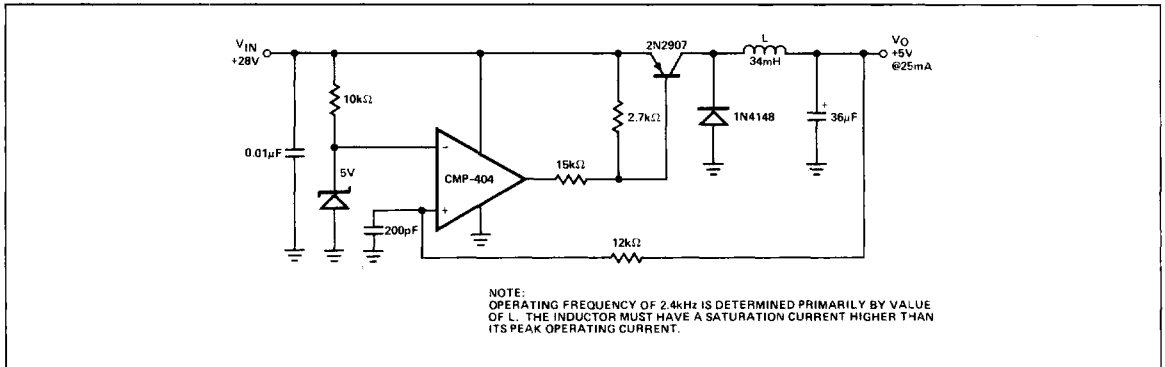 VIN
+28V
10kΩ
0.01µF
5V
200pF
-
+
CMP-404
15kΩ
2.7kΩ
2N2907
12kΩ
1N4148
L
34mH
+
36µF
VO
+5V
@25mA
NOTE:
OPERATING FREQUENCY OF 2.4kHz IS DETERMINED PRIMARILY BY VALUE
OF L. THE INDUCTOR MUST HAVE A SATURATION CURRENT HIGHER THAN
ITS PEAK OPERATING CURRENT.